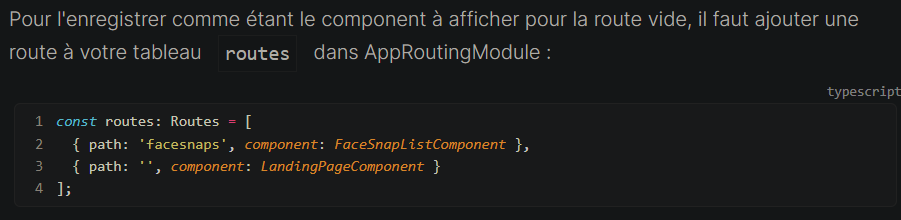 Pour l'enregistrer comme étant le component à afficher pour la route vide, il faut ajouter une
route à votre tableau routes dans AppRoutingModule :
typescript
1 const routes: Routes = [
2   { path: 'facesnaps', component: FaceSnapListComponent },
3   { path: '', component: LandingPageComponent }
4 ];